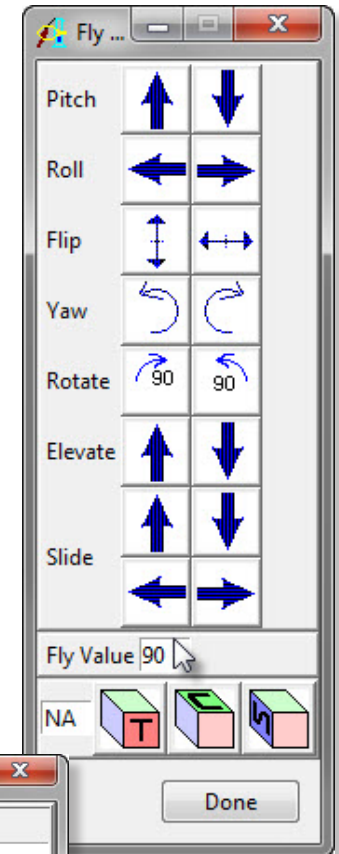 Fly ...
Pitch
Roll
Flip
Yaw
Rotate 90 90
Elevate
Slide
Fly Value 90
NA T U S
Done